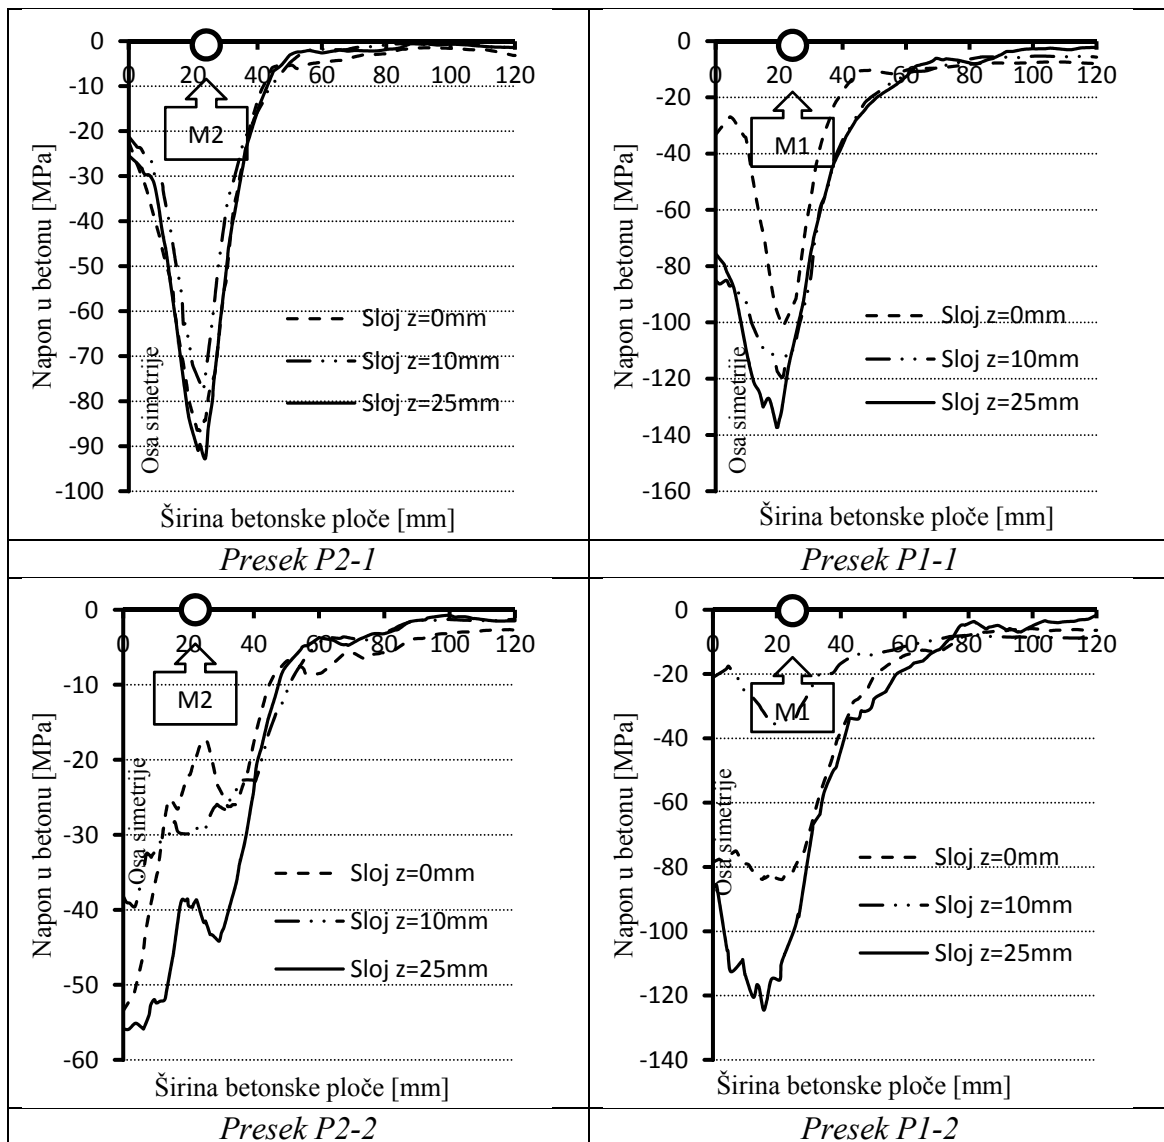 0
0 20 40 60 80 100 120
-10
-20
-30
-40
-50
-60
-70
-80
-90
-100
Napon u betonu [MPa]
M2
Osa simetrije
Sloj z=0mm
Sloj z=10mm
Sloj z=25mm
Širina betonske ploče [mm]
Presek P2-1
0
0 20 40 60 80 100 120
-20
-40
-60
-80
-100
-120
-140
-160
Napon u betonu [MPa]
M1
Osa simetrije
Sloj z=0mm
Sloj z=10mm
Sloj z=25mm
Širina betonske ploče [mm]
Presek P1-1
0
0 20 40 60 80 100 120
-10
-20
-30
-40
-50
-60
Napon u betonu [MPa]
M2
Osa simetrije
Sloj z=0mm
Sloj z=10mm
Sloj z=25mm
Širina betonske ploče [mm]
Presek P2-2
0
0 20 40 60 80 100 120
-20
-40
-60
-80
-100
-120
-140
Napon u betonu [MPa]
M1
Osa simetrije
Sloj z=0mm
Sloj z=10mm
Sloj z=25mm
Širina betonske ploče [mm]
Presek P1-2